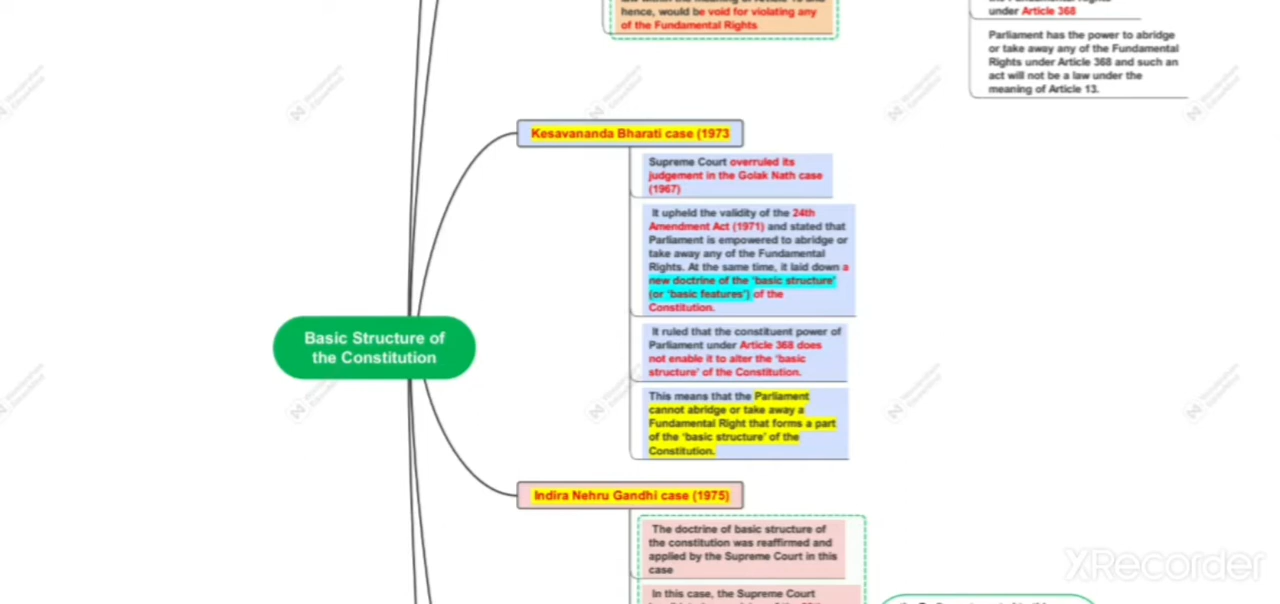 hence, would be void for violating any
of the Fundamental Rights
under Article 368
Parliament has the power to abridge
or take away any of the Fundamental
Rights under Article 368 and such an
act will not be a law under the
meaning of Article 13.
Kesavananda Bharati case (1973
Supreme Court overruled its
judgement in the Golak Nath case
(1967)
It upheld the validity of the 24th
Amendment Act (1971) and stated that
Parliament is empowered to abridge or
take away any of the Fundamental
Rights. At the same time, it laid down a
new doctrine of the 'basic structure'
(or 'basic features') of the
Constitution.
It ruled that the constituent power of
Parliament under Article 368 does
not enable it to alter the 'basic
structure' of the Constitution.
This means that the Parliament
cannot abridge or take away a
Fundamental Right that forms a part
of the 'basic structure' of the
Constitution.
Basic Structure of
the Constitution
Indira Nehru Gandhi case (1975)
The doctrine of basic structure of
the constitution was reaffirmed and
applied by the Supreme Court in this
case
In this case, the Supreme Court
XRecorder